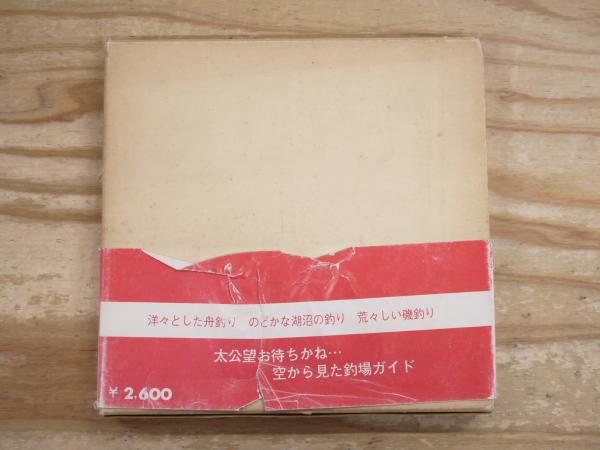 洋々とした舟釣り　のどかな湖沼の釣り　荒々しい磯釣り
太公望お待ちかね…
空から見た釣場ガイド
¥ 2,600